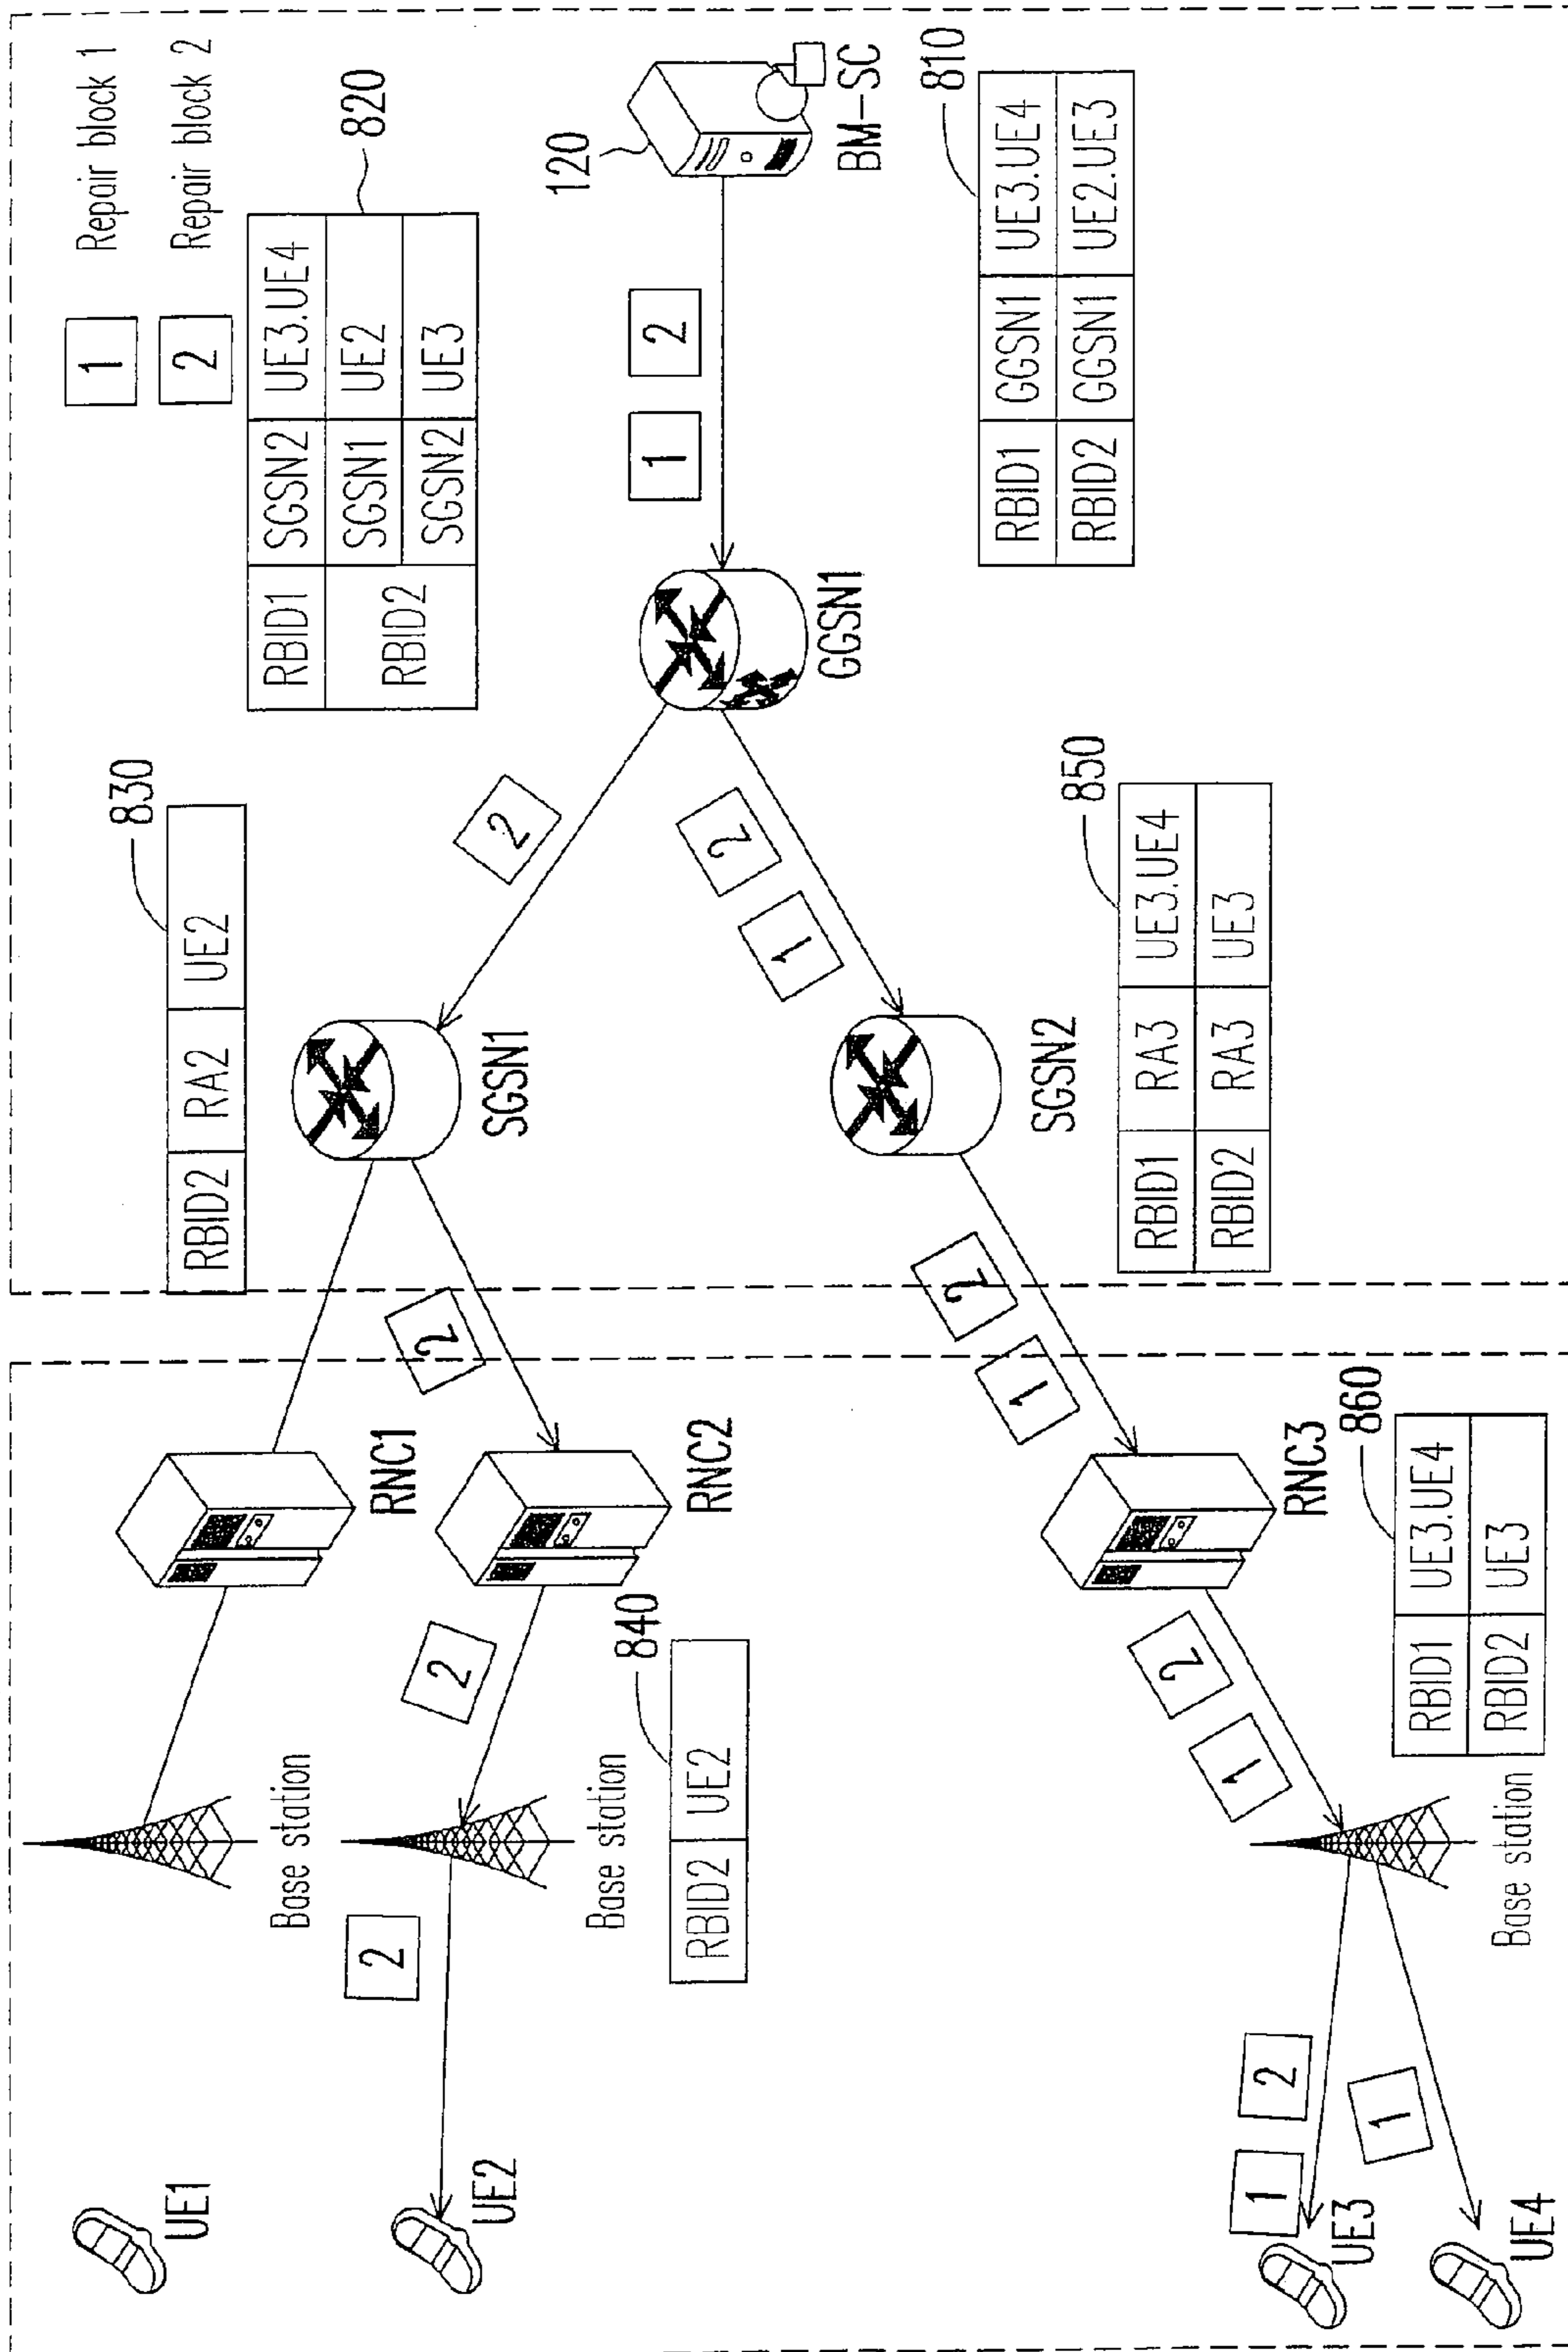 1 Repair block 1
2 Repair block 2
820
RBID1 SGSN2 UE3.UE4
RBID2 SGSN1 UE2
SGSN2 UE3
830
RBID2 RA2 UE2
UE1
Base station
RNC1
SGSN1
2
1 2
120
BM-SC
GGSN1
810
RBID1 GGSN1 UE3.UE4
RBID2 GGSN1 UE2.UE3
UE2
2
Base station
2
RNC2
2
840
RBID2 UE2
1 2
SGSN2
850
RBID1 RA3 UE3.UE4
RBID2 RA3 UE3
1 2
RNC3
1 2
860
RBID1 UE3.UE4
RBID2 UE3
Base station
1 2
UE3
1
UE4